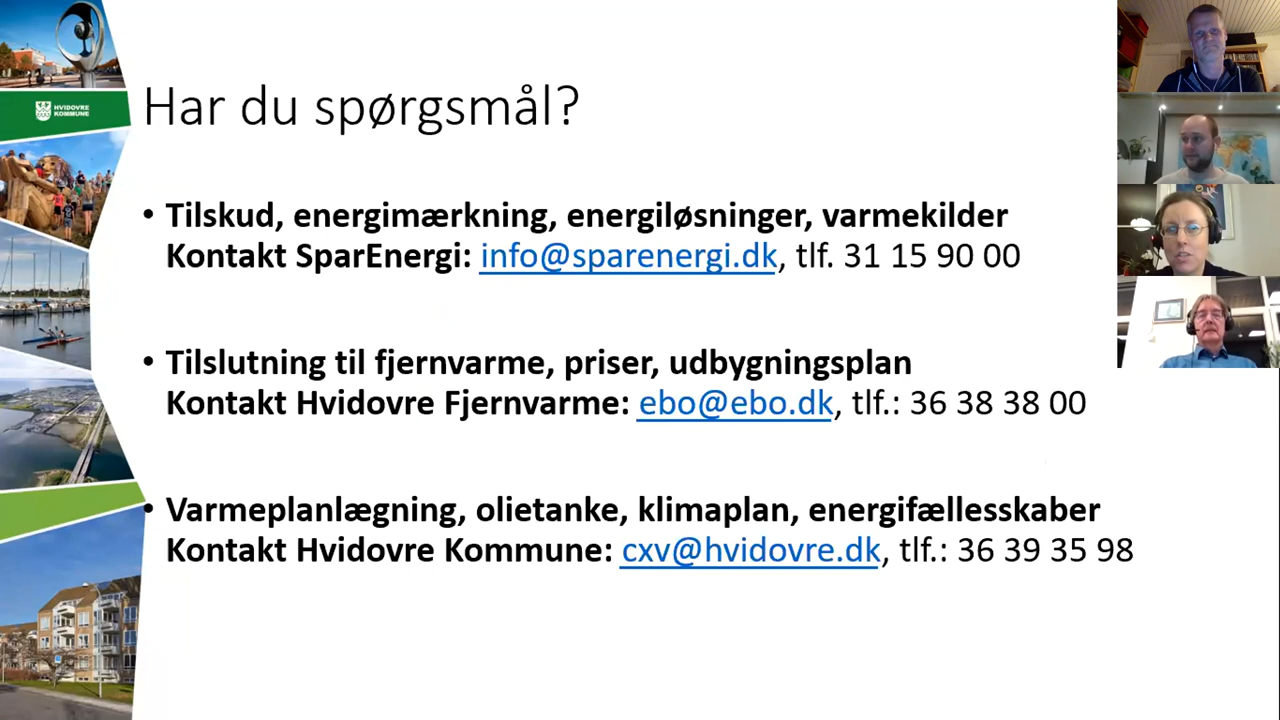 HVIDOVRE
KOMMUNE
Har du spørgsmål?
• Tilskud, energimærkning, energiløsninger, varmekilder
Kontakt SparEnergi: info@sparenergi.dk, tlf. 31 15 90 00
• Tilslutning til fjernvarme, priser, udbygningsplan
Kontakt Hvidovre Fjernvarme: ebo@ebo.dk, tlf.: 36 38 38 00
• Varmeplanlægning, olietanke, klimaplan, energifællesskaber
Kontakt Hvidovre Kommune: cxv@hvidovre.dk, tlf.: 36 39 35 98